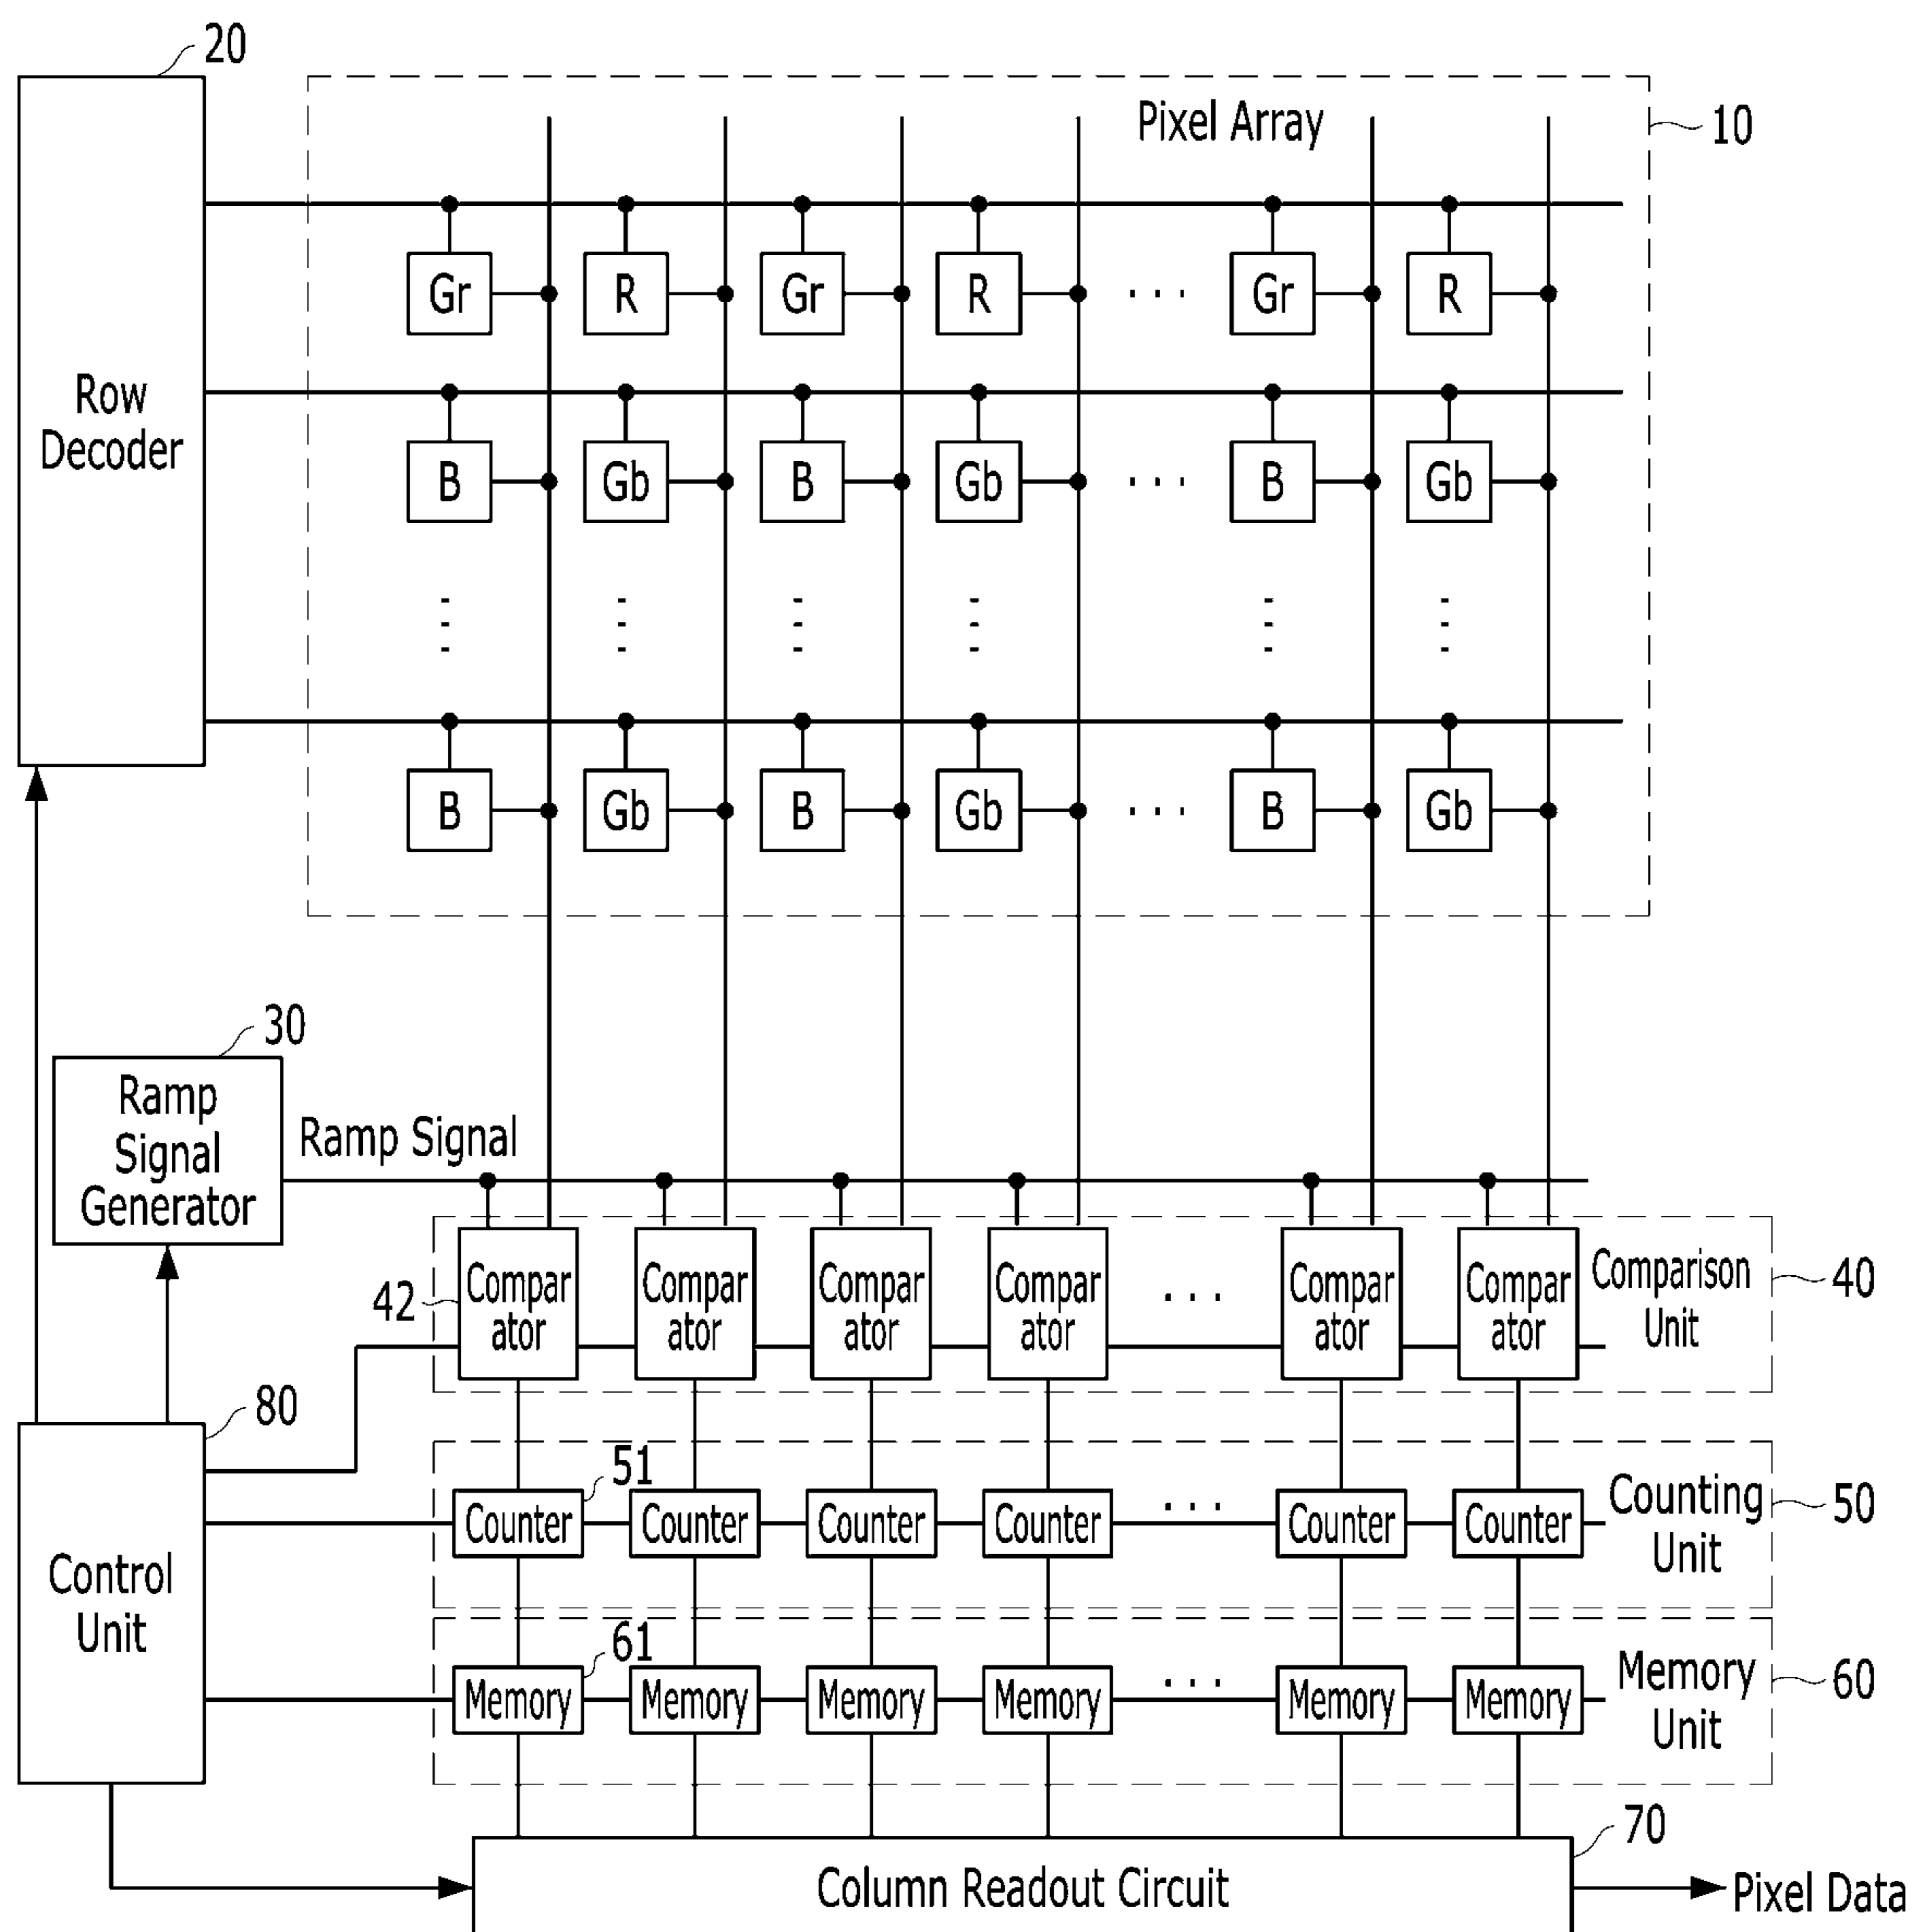 20
Pixel Array
10
Gr R Gr R ... Gr R
Row
Decoder
B Gb B Gb ... B Gb
B Gb B Gb ... B Gb
30
Ramp
Signal
Generator
Ramp Signal
42
Compar
ator
Compar
ator
Compar
ator
Compar
ator
...
Compar
ator
Compar
ator
Comparison
Unit
40
80
Control
Unit
51
Counter Counter Counter Counter ... Counter Counter
Counting
Unit
50
61
Memory Memory Memory Memory ... Memory Memory
Memory
Unit
60
70
Column Readout Circuit
Pixel Data